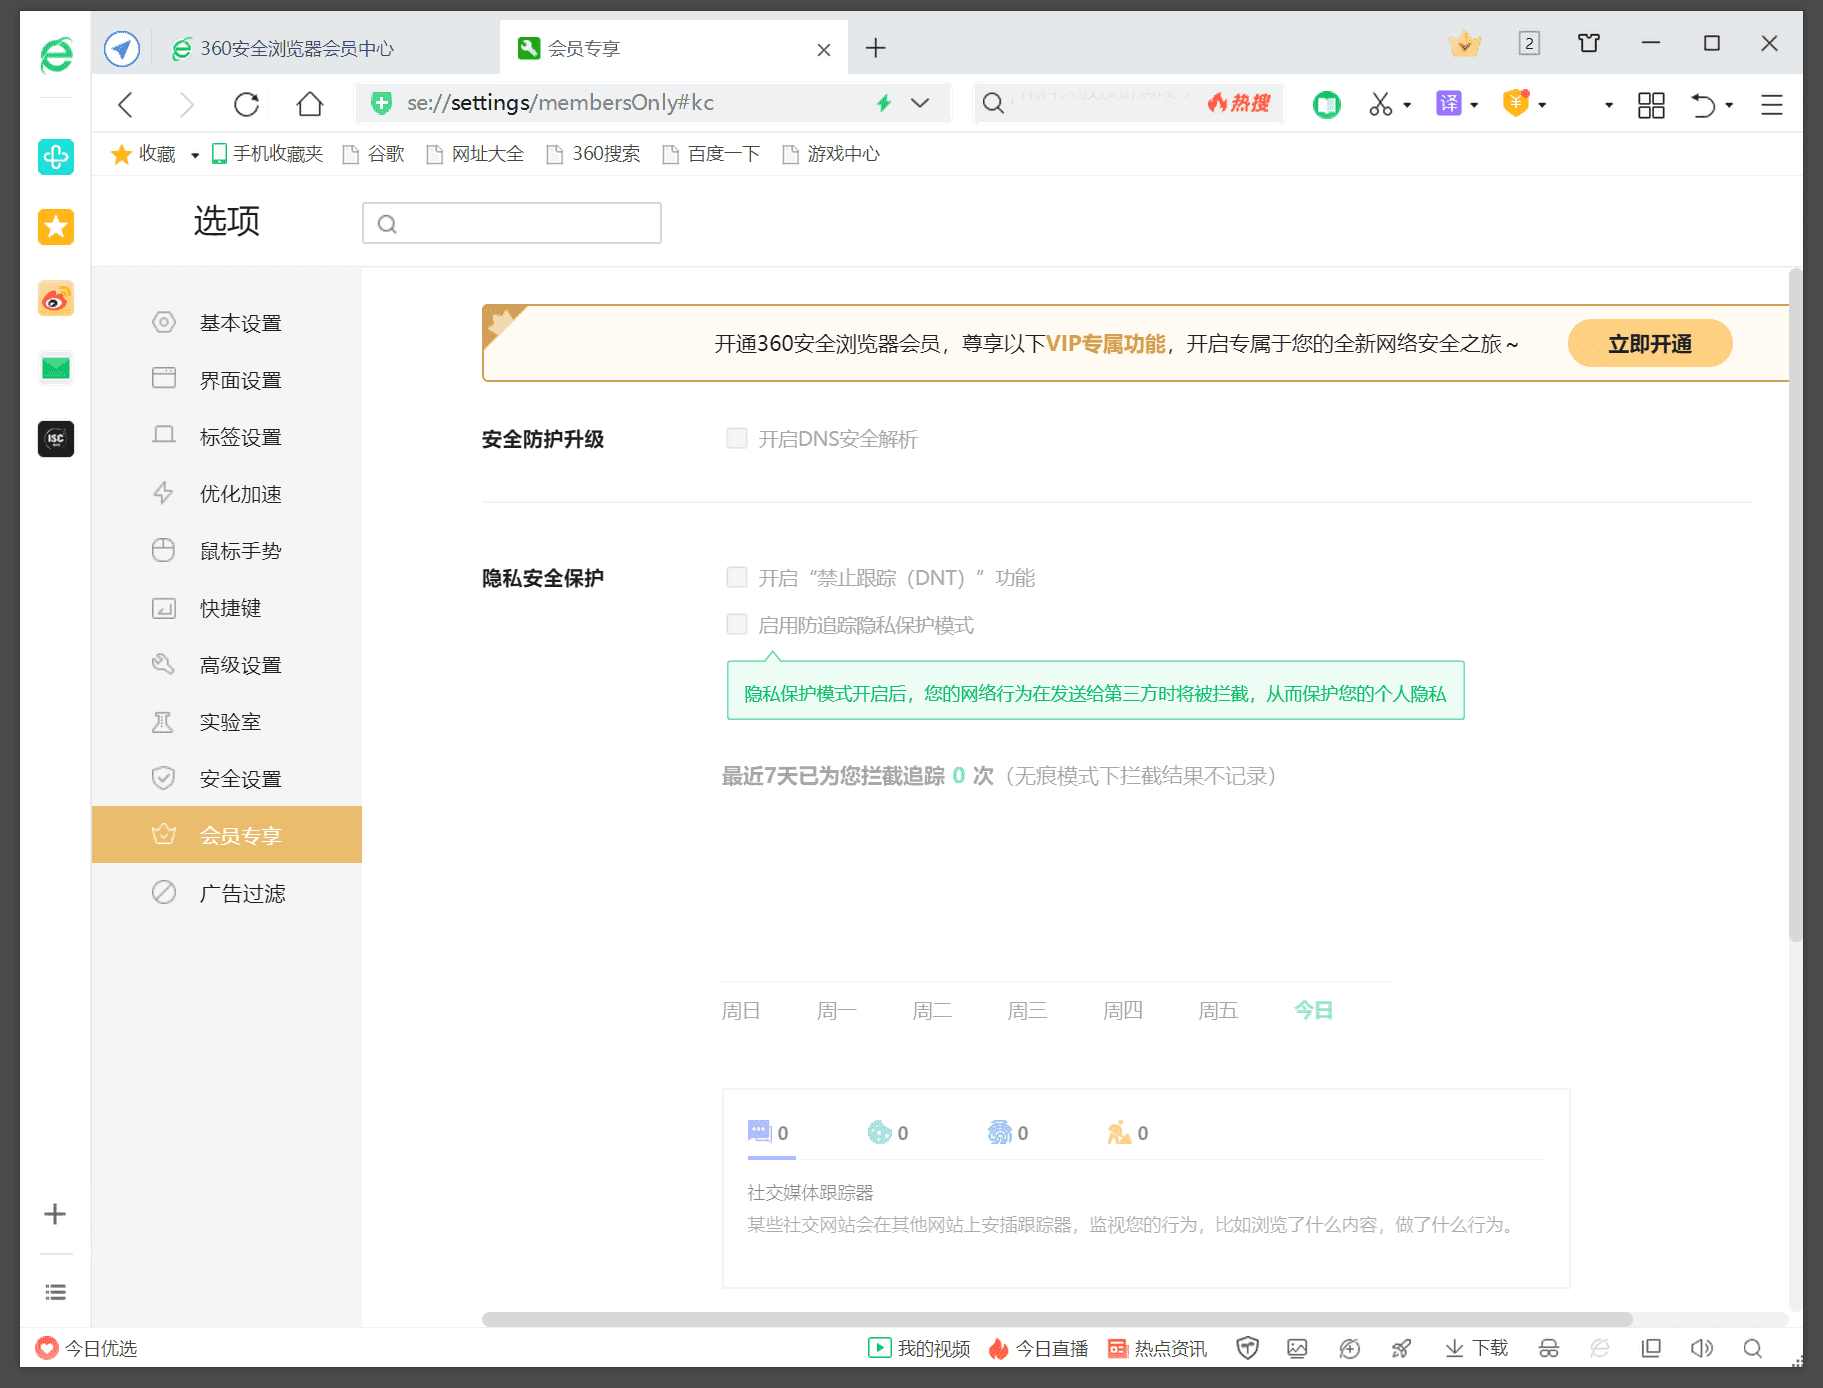 360安全浏览器会员中心
会员专享
2
se://settings/membersOnly#kc
热搜
译
收藏
手机收藏夹
谷歌
网址大全
360搜索
百度一下
游戏中心
选项
ISC
基本设置
界面设置
标签设置
优化加速
鼠标手势
快捷键
高级设置
实验室
安全设置
会员专享
广告过滤
开通360安全浏览器会员，尊享以下VIP专属功能，开启专属于您的全新网络安全之旅~
立即开通
安全防护升级
开启DNS安全解析
隐私安全保护
开启“禁止跟踪（DNT）”功能
启用防追踪隐私保护模式
隐私保护模式开启后，您的网络行为在发送给第三方时将被拦截，从而保护您的个人隐私
最近7天已为您拦截追踪 0 次（无痕模式下拦截结果不记录）
周日 周一 周二 周三 周四 周五 今日
0 0 0 0
社交媒体跟踪器
某些社交网站会在其他网站上安插跟踪器，监视您的行为，比如浏览了什么内容，做了什么行为。
今日优选
我的视频
今日直播
热点资讯
下载